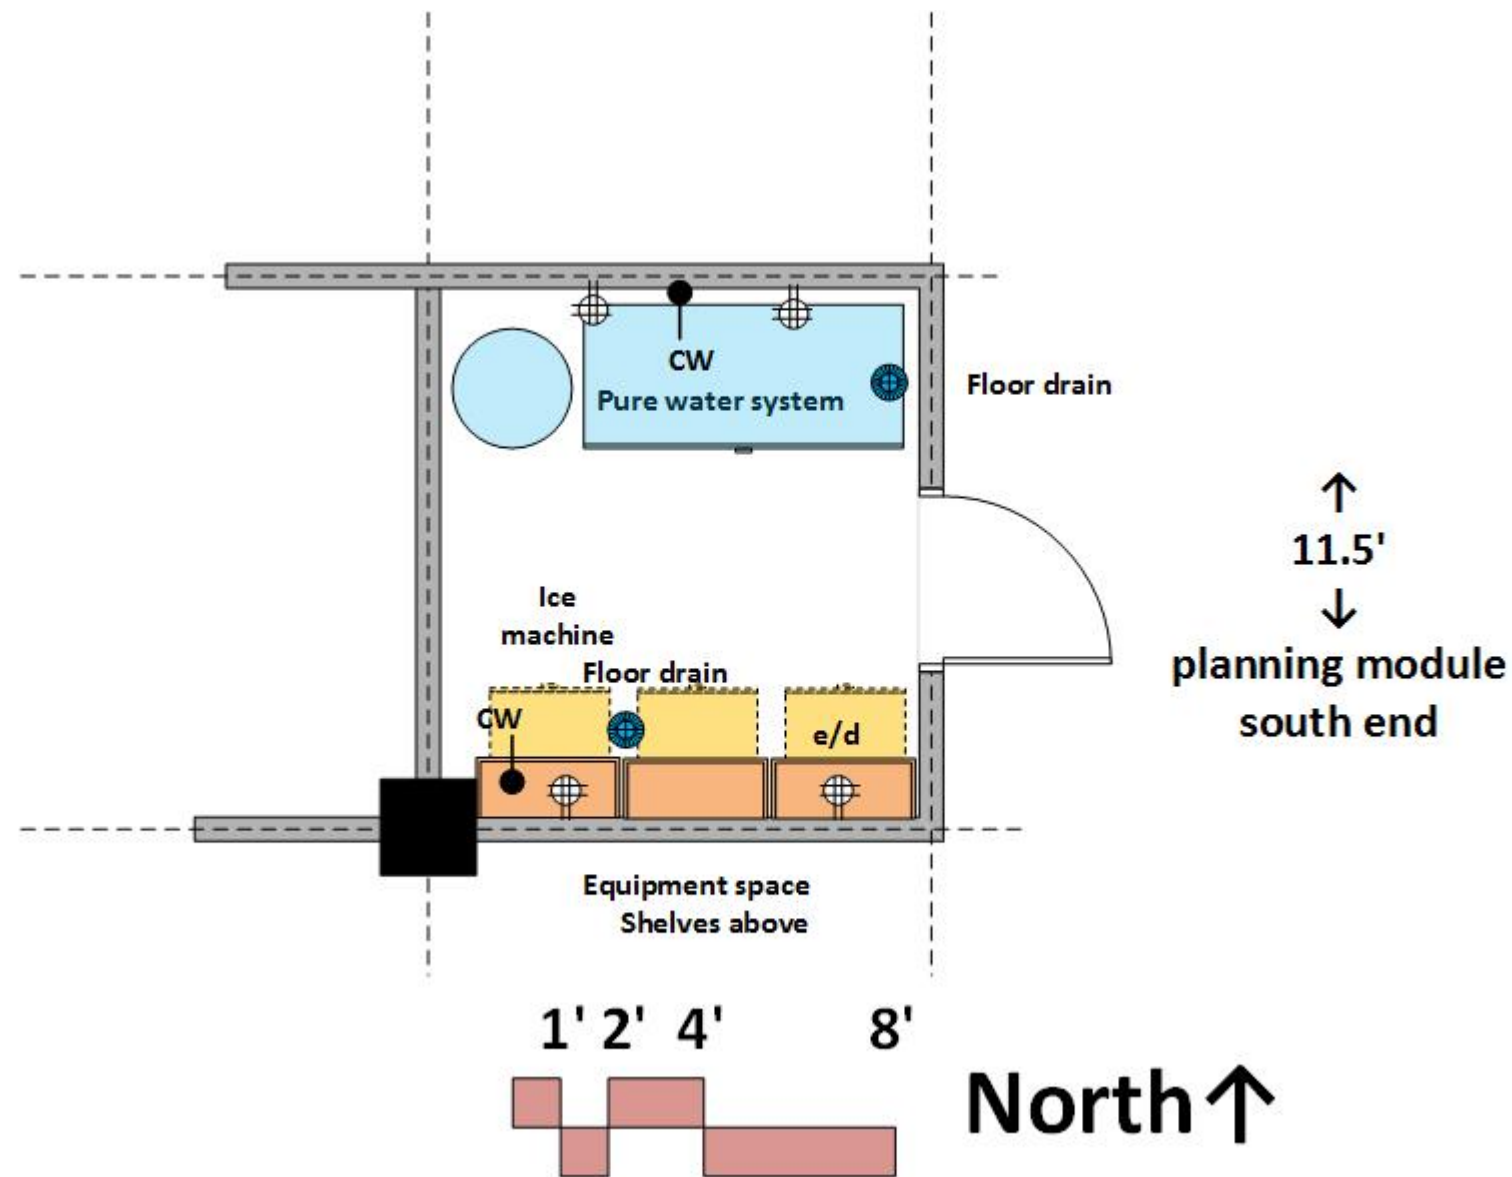 CW
Pure water system
Floor drain
↑
11.5'
↓
planning module
south end
Ice
machine
Floor drain
CW
e/d
Equipment space
Shelves above
1' 2' 4' 8'
North↑